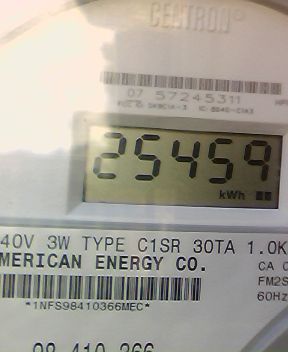 CENTRON®
07 57245311
25459
kWh
40V 3W TYPE C1SR 30TA 1.0K
MERICAN ENERGY CO.
CA 0
FM2S
60Hz
*1NFS98410366MEC*
98 410 366